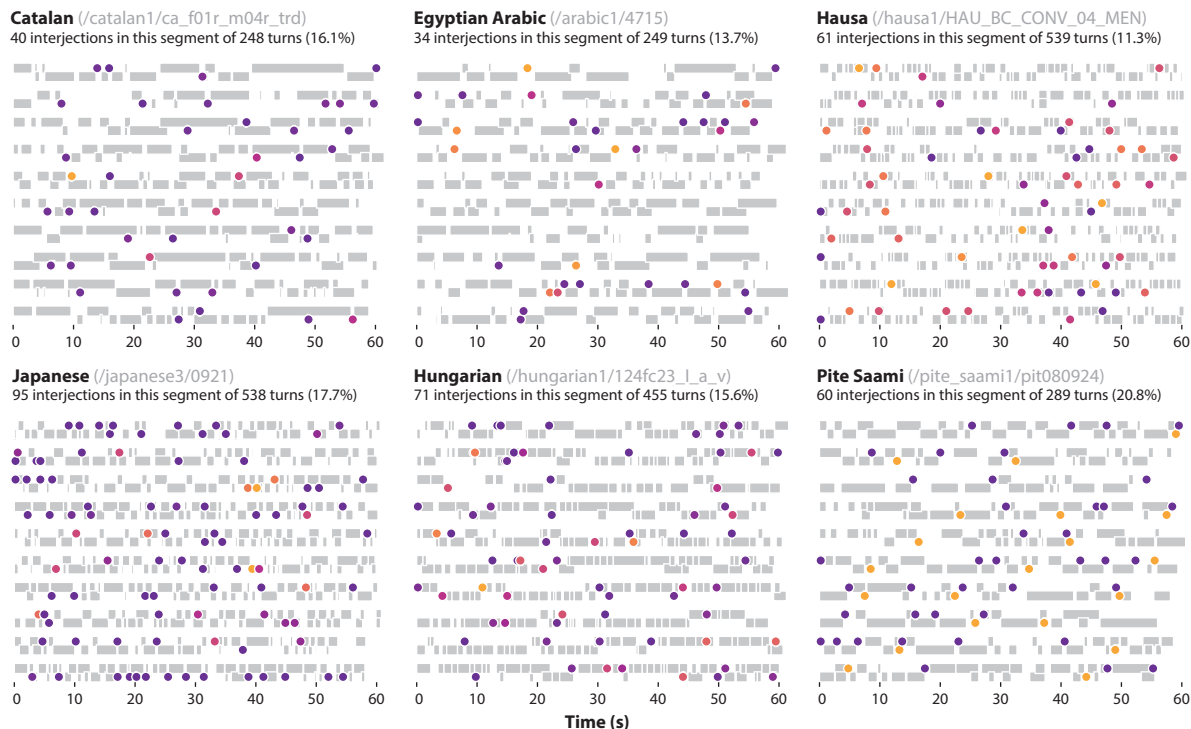 Catalan (/catalan1/ca_f01r_m04r_trd)
40 interjections in this segment of 248 turns (16.1%)
0 10 20 30 40 50 60
Egyptian Arabic (/arabic1/4715)
34 interjections in this segment of 249 turns (13.7%)
0 10 20 30 40 50 60
Hausa (/hausa1/HAU_BC_CONV_04_MEN)
61 interjections in this segment of 539 turns (11.3%)
0 10 20 30 40 50 60
Japanese (/japanese3/0921)
95 interjections in this segment of 538 turns (17.7%)
0 10 20 30 40 50 60
Hungarian (/hungarian1/124fc23_l_a_v)
71 interjections in this segment of 455 turns (15.6%)
0 10 20 30 40 50 60
Pite Saami (/pite_saami1/pit080924)
60 interjections in this segment of 289 turns (20.8%)
0 10 20 30 40 50 60
Time (s)